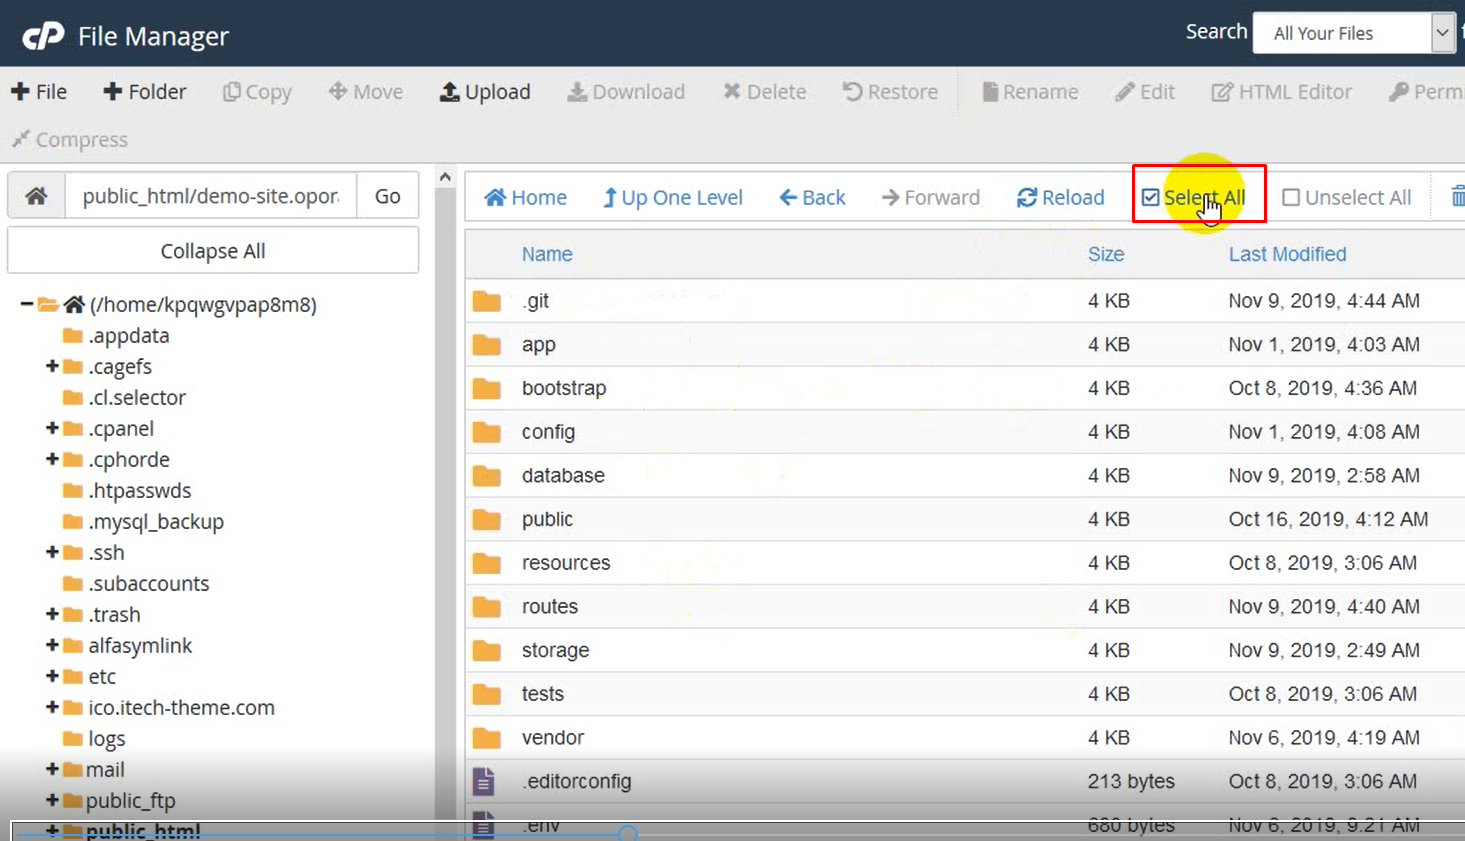 cP File Manager
Search All Your Files
File Folder Copy Move Upload Download Delete Restore Rename Edit HTML Editor
Compress
public_html/demo-site.opor Go
Collapse All
(/home/kpqwgvpap8m8)
.appdata
.cagefs
.cl.selector
.cpanel
.cphorde
.htpasswds
.mysql_backup
.ssh
.subaccounts
.trash
alfasymlink
etc
ico.itech-theme.com
logs
mail
public_ftp
public_html
Home Up One Level Back Forward Reload Select All Unselect All
Name Size Last Modified
.git 4 KB Nov 9, 2019, 4:44 AM
app 4 KB Nov 1, 2019, 4:03 AM
bootstrap 4 KB Oct 8, 2019, 4:36 AM
config 4 KB Nov 1, 2019, 4:08 AM
database 4 KB Nov 9, 2019, 2:58 AM
public 4 KB Oct 16, 2019, 4:12 AM
resources 4 KB Oct 8, 2019, 3:06 AM
routes 4 KB Nov 9, 2019, 4:40 AM
storage 4 KB Nov 9, 2019, 2:49 AM
tests 4 KB Oct 8, 2019, 3:06 AM
vendor 4 KB Nov 6, 2019, 4:19 AM
.editorconfig 213 bytes Oct 8, 2019, 3:06 AM
.env 680 bytes Nov 6, 2019, 9:21 AM